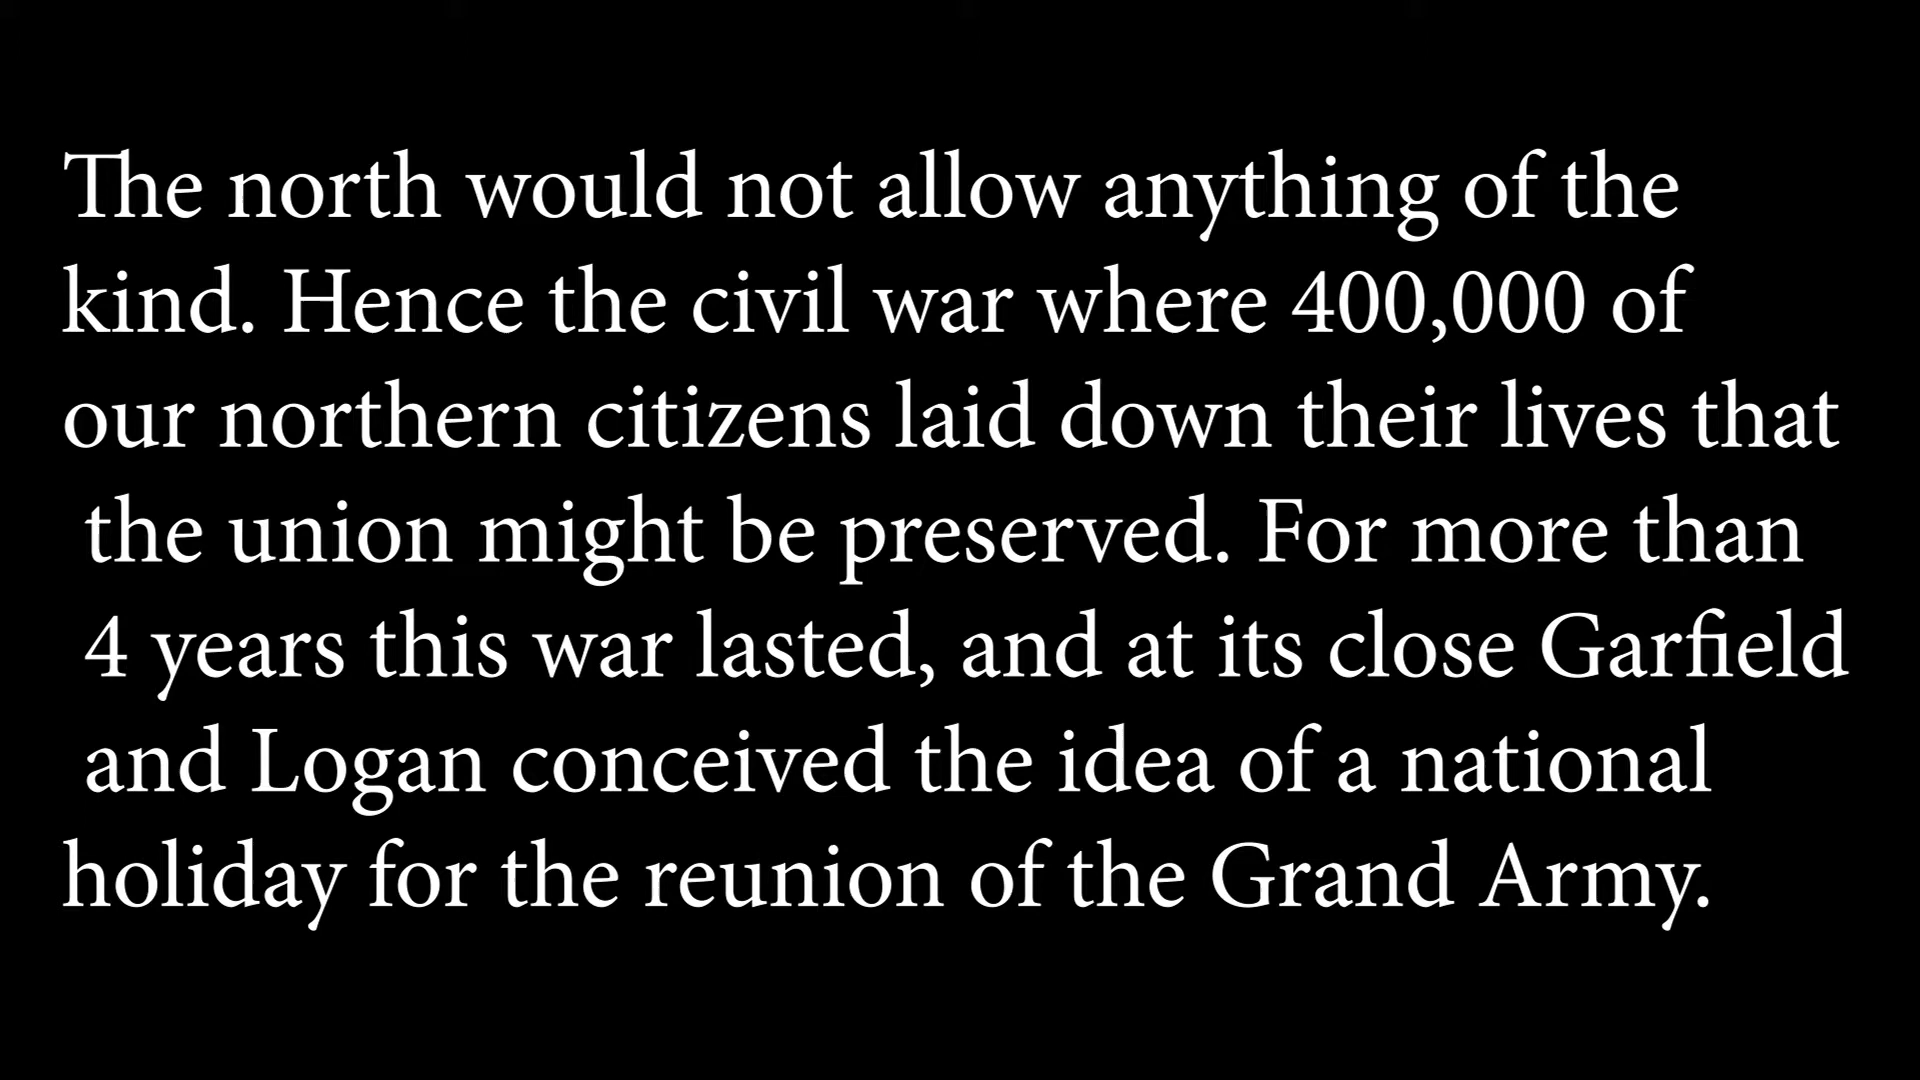 The north would not allow anything of the
kind. Hence the civil war where 400,000 of
our northern citizens laid down their lives that
the union might be preserved. For more than
4 years this war lasted, and at its close Garfield
and Logan conceived the idea of a national
holiday for the reunion of the Grand Army.